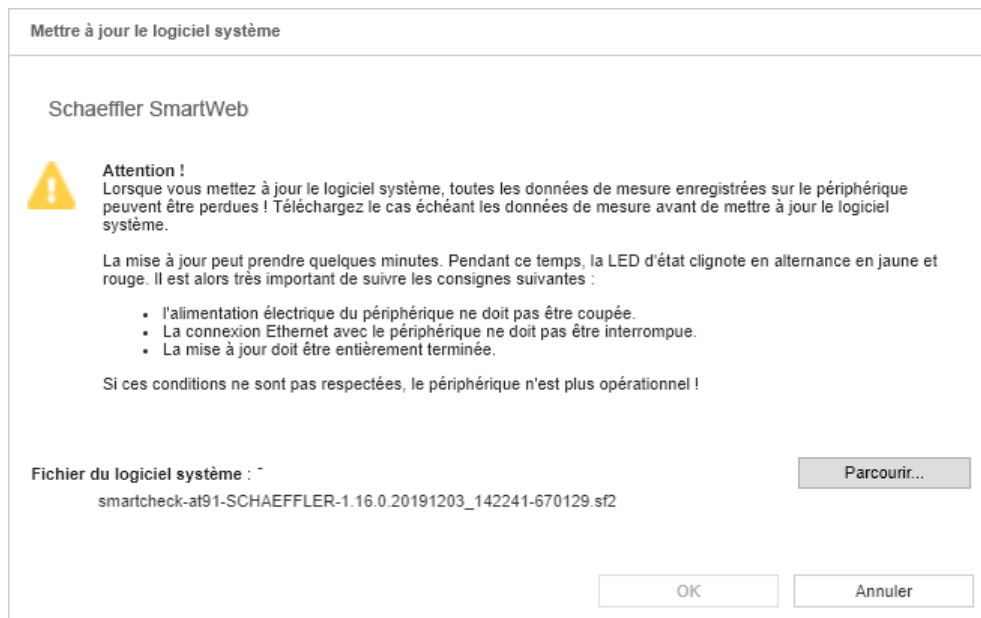 Mettre à jour le logiciel système
Schaeffler SmartWeb
Attention !
Lorsque vous mettez à jour le logiciel système, toutes les données de mesure enregistrées sur le périphérique
peuvent être perdues ! Téléchargez le cas échéant les données de mesure avant de mettre à jour le logiciel
système.
La mise à jour peut prendre quelques minutes. Pendant ce temps, la LED d'état clignote en alternance en jaune et
rouge. Il est alors très important de suivre les consignes suivantes :
• l'alimentation électrique du périphérique ne doit pas être coupée.
• La connexion Ethernet avec le périphérique ne doit pas être interrompue.
• La mise à jour doit être entièrement terminée.
Si ces conditions ne sont pas respectées, le périphérique n'est plus opérationnel !
Fichier du logiciel système : -
Parcourir...
smartcheck-at91-SCHAEFFLER-1.16.0.20191203_142241-670129.sf2
OK
Annuler